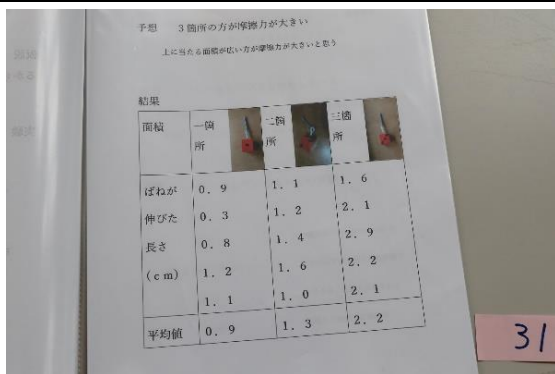 予想　3箇所の方が摩擦力が大きい
上に当たる面積が広い方が摩擦力が大きいと思う
結果
面積 一箇所 二箇所 三箇所
ばねが 0．9 1．1 1．6
伸びた 0．3 1．2 2．1
長さ 0．8 1．4 2．9
(cm) 1．2 1．6 2．2
1．1 1．0 2．1
平均値 0．9 1．3 2．2
31